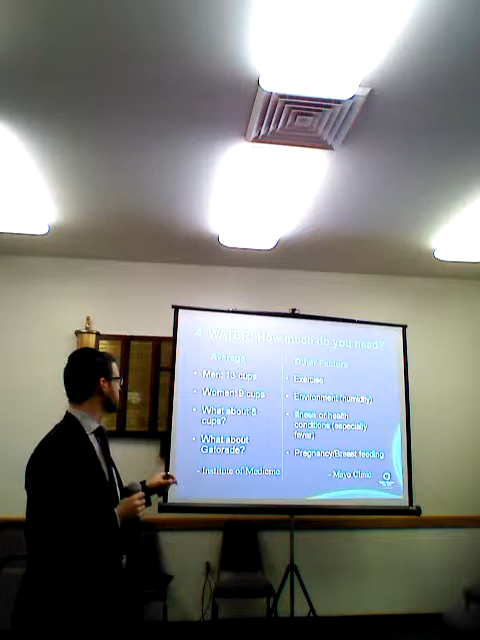 4. WATER: How much do you need?
Average
• Men: 13 cups
• Woman: 9 cups
• What about 8
cups?
• What about
Gatorade?
- Institute of Medicine
Other Factors
• Exercise
• Environment (humidity)
• Illness or health
conditions (especially
fever)
• Pregnancy/Breast feeding
- Mayo Clinic